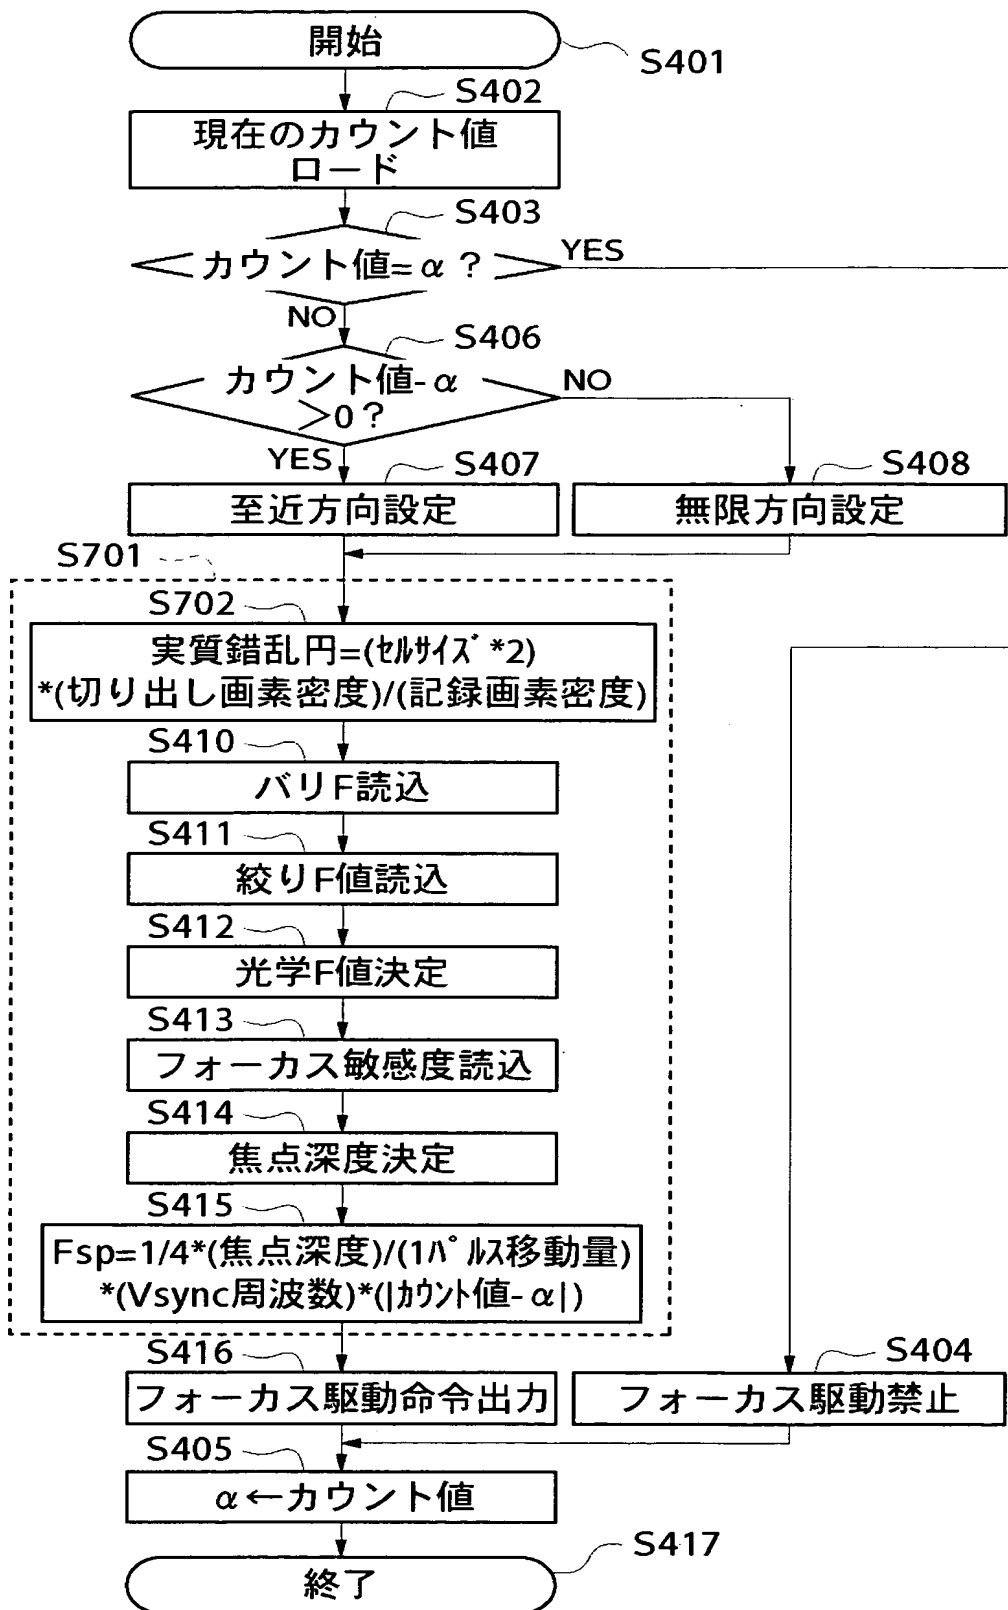 開始
S401
S402
現在のカウント値
ロード
S403
カウント値=α?
YES
NO
S406
カウント値-α
>0?
NO
YES
S407
至近方向設定
S408
無限方向設定
S701
S702
実質錯乱円=(ｾﾙｻｲｽﾞ*2)
*(切り出し画素密度)/(記録画素密度)
S410
バリF読込
S411
絞りF値読込
S412
光学F値決定
S413
フォーカス敏感度読込
S414
焦点深度決定
S415
Fsp=1/4*(焦点深度)/(1ﾊﾟﾙｽ移動量)
*(Vsync周波数)*(|ｶｳﾝﾄ値-α|)
S416
フォーカス駆動命令出力
S404
フォーカス駆動禁止
S405
α←カウント値
S417
終了